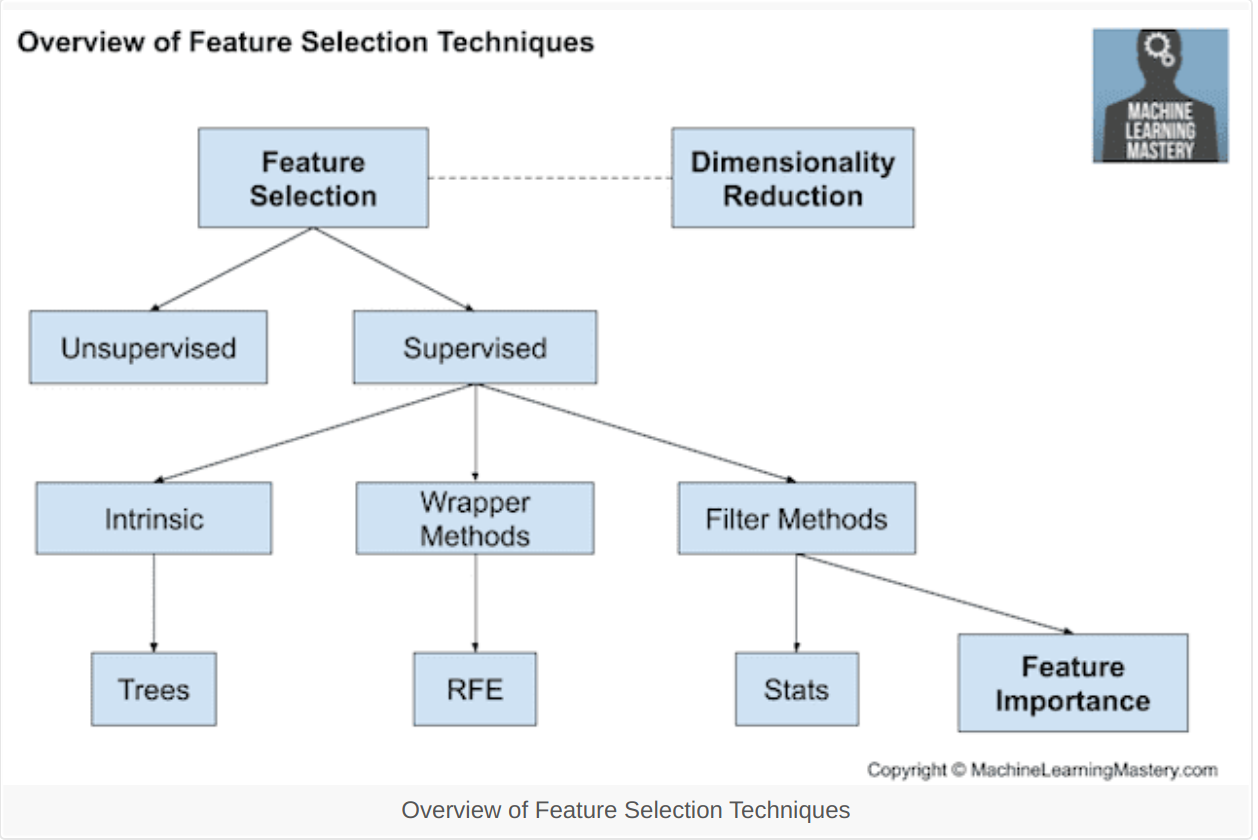 Overview of Feature Selection Techniques
MACHINE
LEARNING
MASTERY
Feature
Selection
Dimensionality
Reduction
Unsupervised
Supervised
Intrinsic
Wrapper
Methods
Filter Methods
Trees
RFE
Stats
Feature
Importance
Copyright © MachineLearningMastery.com
Overview of Feature Selection Techniques